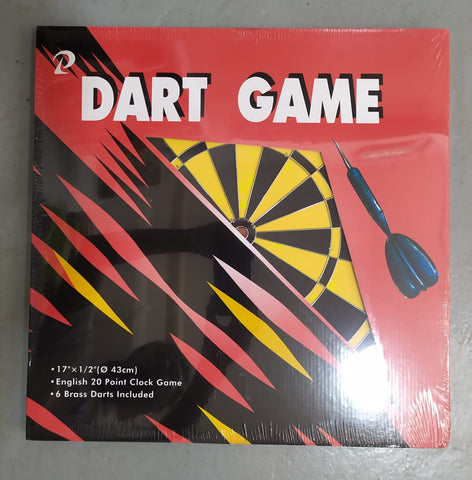 DART GAME
•17"×1/2"(Ø 43cm)
•English 20 Point Clock Game
•6 Brass Darts Included